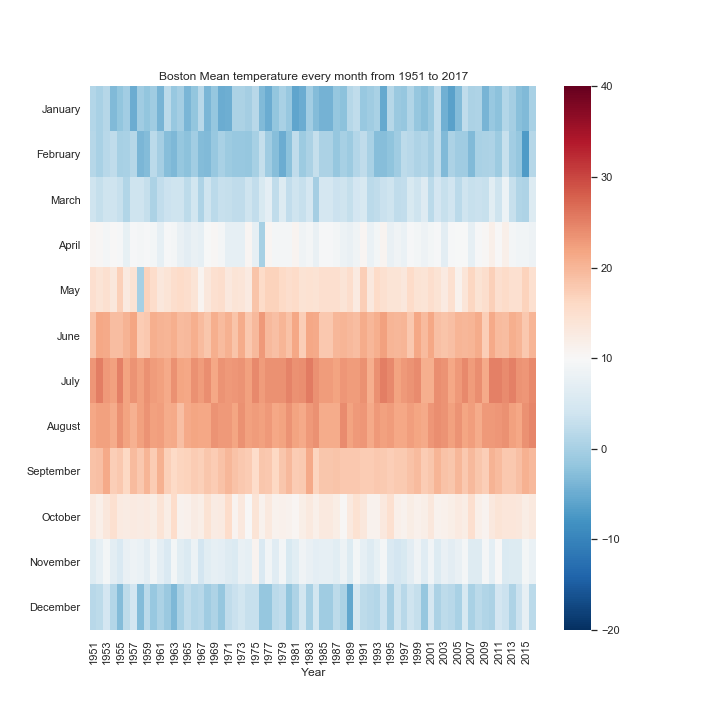 Boston Mean temperature every month from 1951 to 2017
January
February
March
April
May
June
July
August
September
October
November
December
40
30
20
10
0
−10
−20
1951
1953
1955
1957
1959
1961
1963
1965
1967
1969
1971
1973
1975
1977
1979
1981
1983
1985
1987
1989
1991
1993
1995
1997
1999
2001
2003
2005
2007
2009
2011
2013
2015
Year